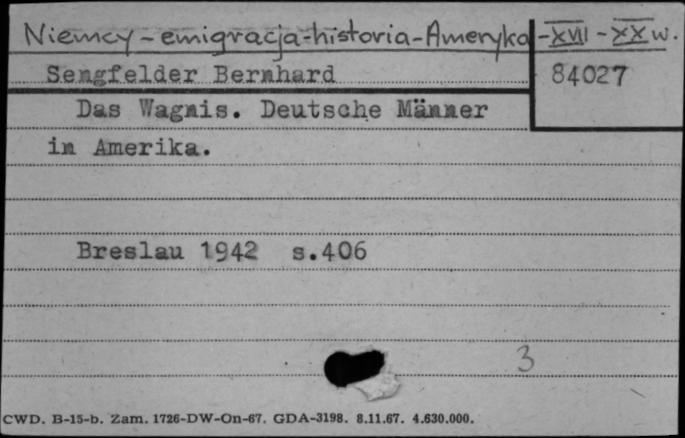 Niemcy - emigracja - historia - Ameryka - XVII - XX w.
Sengfelder Bernhard
84027
Das Wagnis. Deutsche Männer
in Amerika.
Breslau 1942 s.406
3
CWD. B-15-b. Zam. 1726-DW-On-67. GDA-3198. 8.11.67. 4.630.000.